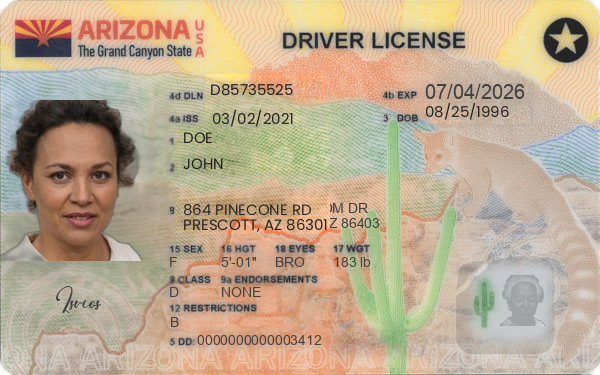 ARIZONA USA
The Grand Canyon State
DRIVER LICENSE
4d DLN D85735525
4b EXP 07/04/2026
4a ISS 03/02/2021
3 DOB 08/25/1996
1 DOE
2 JOHN
8 864 PINECONE RD M DR
PRESCOTT, AZ 86301 Z 86403
15 SEX 16 HGT 18 EYES 17 WGT
F 5'-01" BRO 183 lb
9 CLASS 9a ENDORSEMENTS
D NONE
12 RESTRICTIONS
B
5 DD: 0000000000003412
ARIZONA ARIZONA ARIZONA ARIZONA